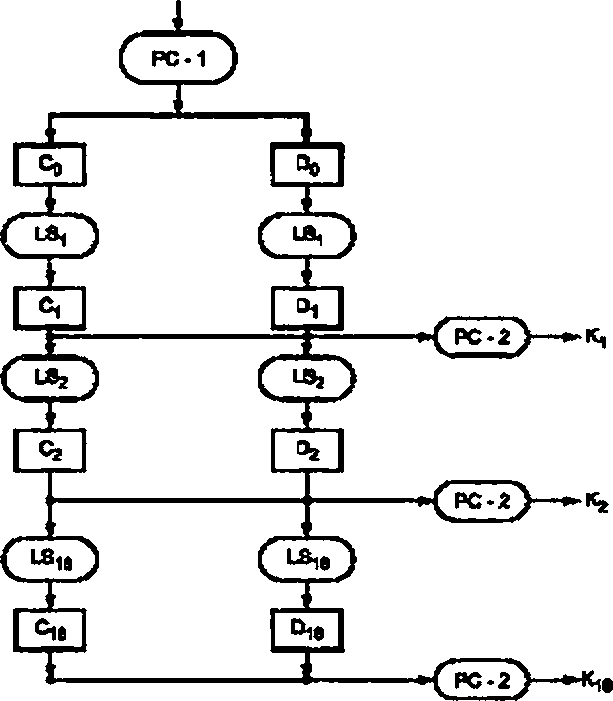 PC - 1
C0 D0
LS1 LS1
C1 D1
PC - 2 K1
LS2 LS2
C2 D2
PC - 2 K2
LS16 LS16
C16 D16
PC - 2 K16